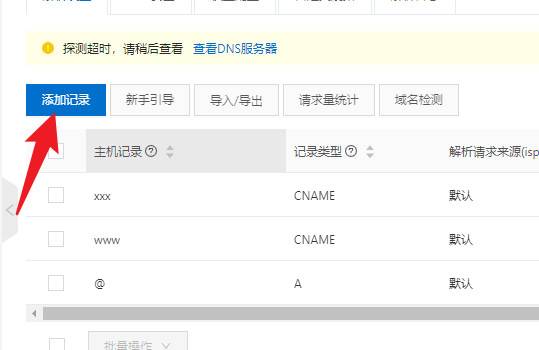 探测超时，请稍后查看 查看DNS服务器
添加记录 新手引导 导入/导出 请求量统计 域名检测
主机记录 记录类型 解析请求来源(isp
xxx CNAME 默认
www CNAME 默认
@ A 默认
批量操作